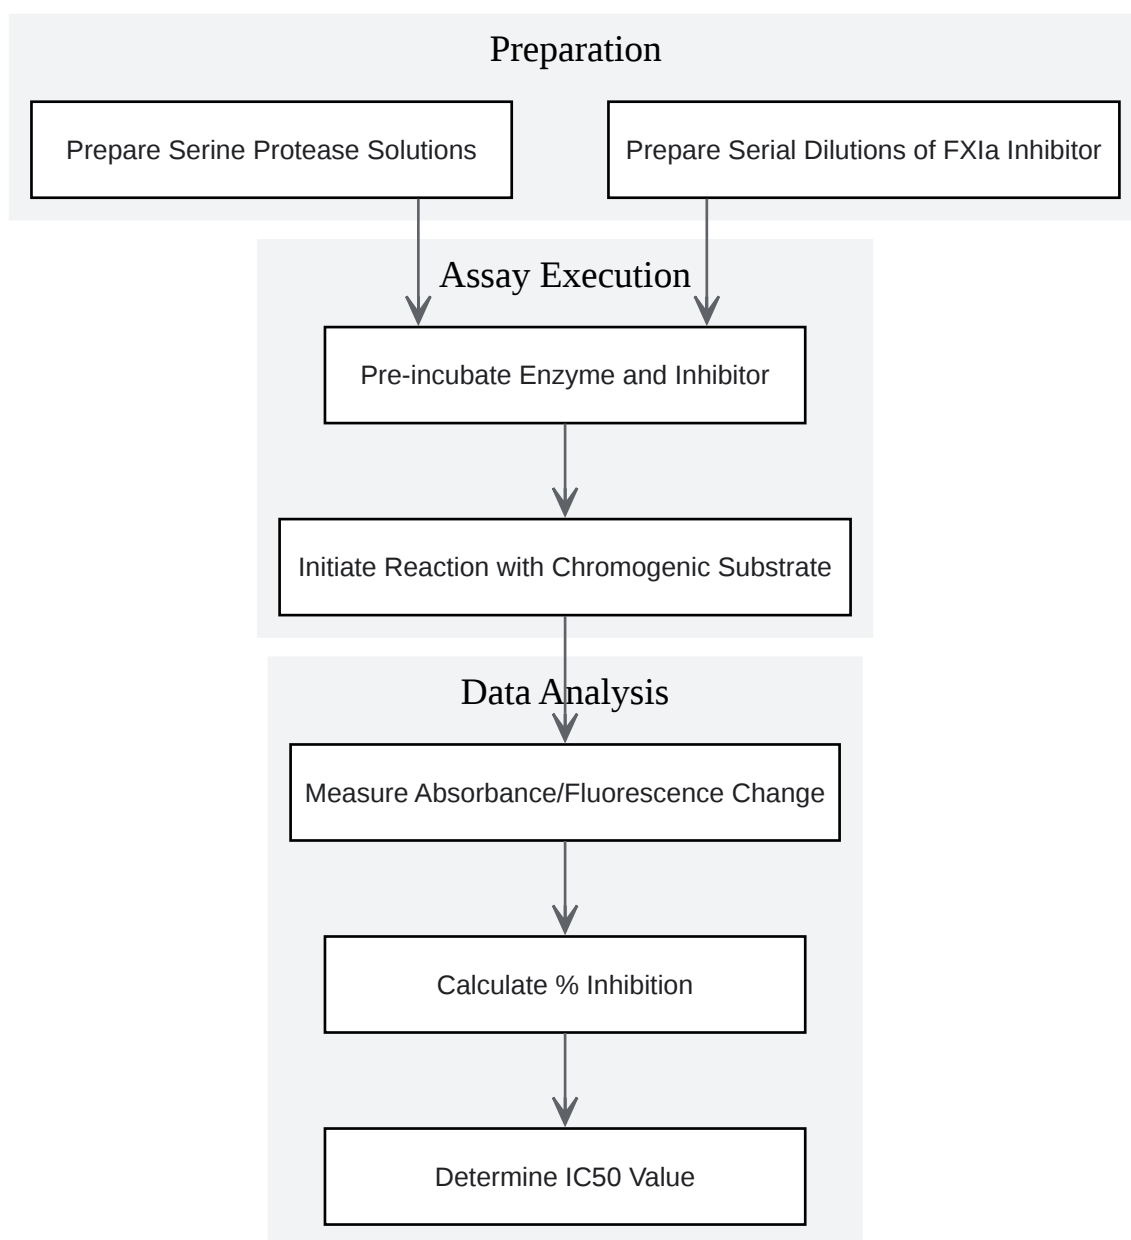 Preparation
Prepare Serine Protease Solutions
Prepare Serial Dilutions of FXIa Inhibitor
Assay Execution
Pre-incubate Enzyme and Inhibitor
Initiate Reaction with Chromogenic Substrate
Data Analysis
Measure Absorbance/Fluorescence Change
Calculate % Inhibition
Determine IC50 Value